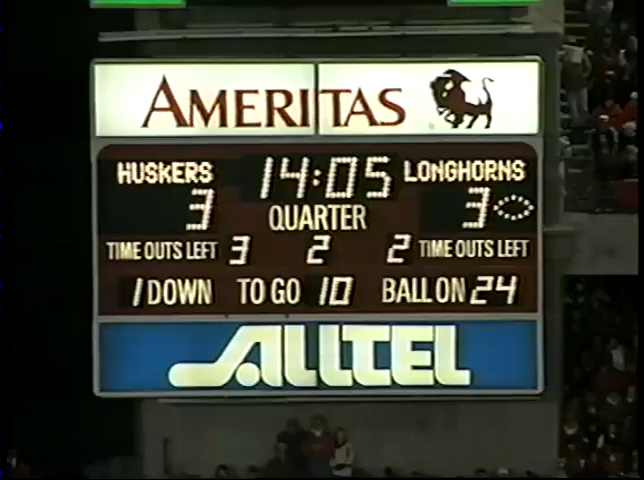 AMERITAS
HUSKERS 14:05 LONGHORNS
3 QUARTER 3
TIME OUTS LEFT 3 2 2 TIME OUTS LEFT
1 DOWN TO GO 10 BALL ON 24
ALLTEL